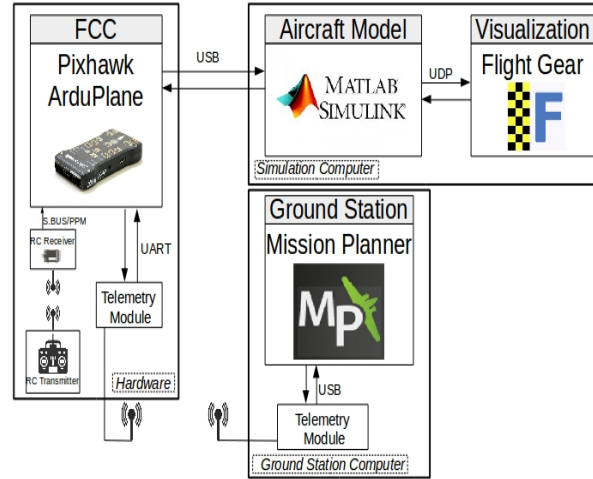 FCC
Pixhawk
ArduPlane
S.BUS/PPM
RC Receiver
UART
Telemetry
Module
RC Transmitter
Hardware
USB
Aircraft Model
MATLAB
SIMULINK
UDP
Visualization
Flight Gear
F
Simulation Computer
Ground Station
Mission Planner
MP
USB
Telemetry
Module
Ground Station Computer